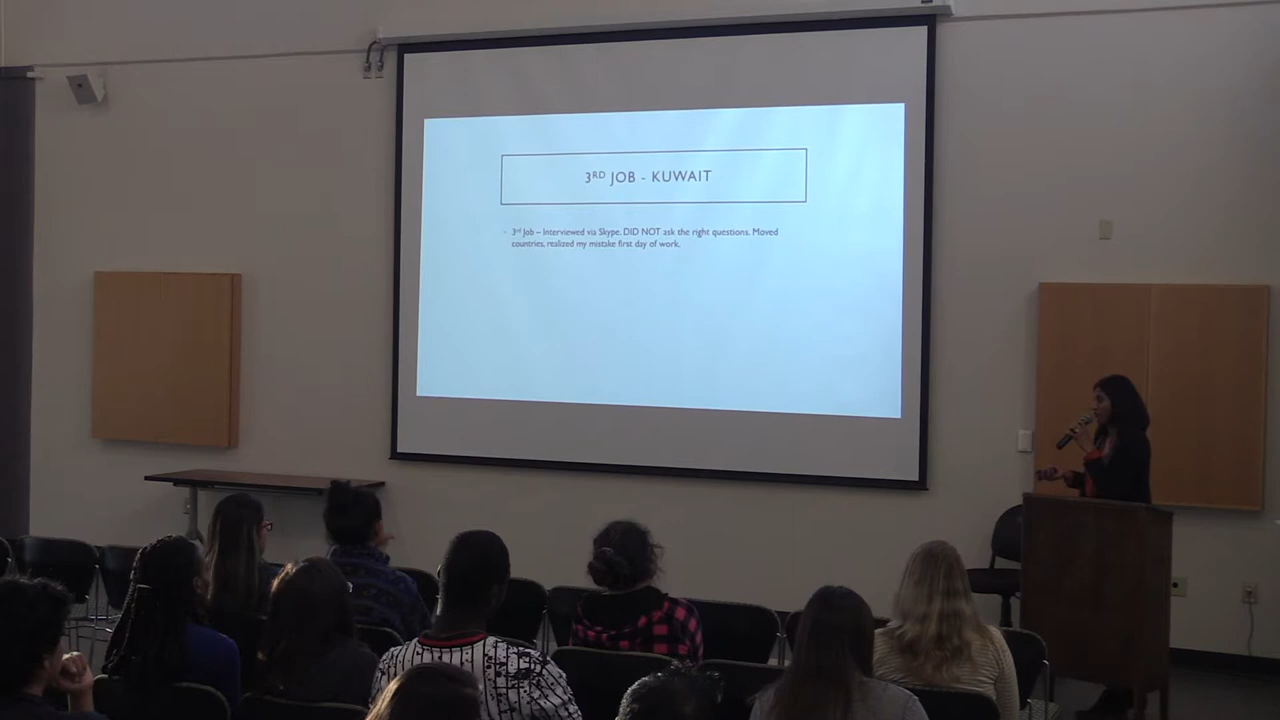 3RD JOB - KUWAIT
3rd Job – Interviewed via Skype. DID NOT ask the right questions. Moved
countries, realized my mistake first day of work.